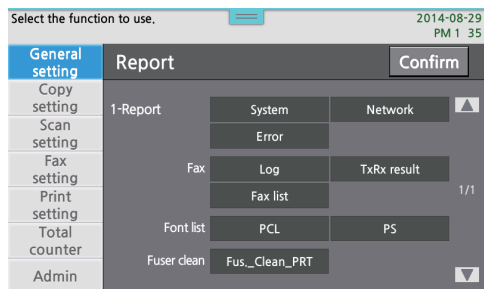 Select the function to use.
2014-08-29
PM 1 35
General
setting
Report
Confirm
Copy
setting
1-Report
System
Network
Scan
setting
Error
Fax
setting
Fax
Log
TxRx result
1/1
Print
setting
Fax list
Total
counter
Font list
PCL
PS
Fuser clean
Fus._Clean_PRT
Admin